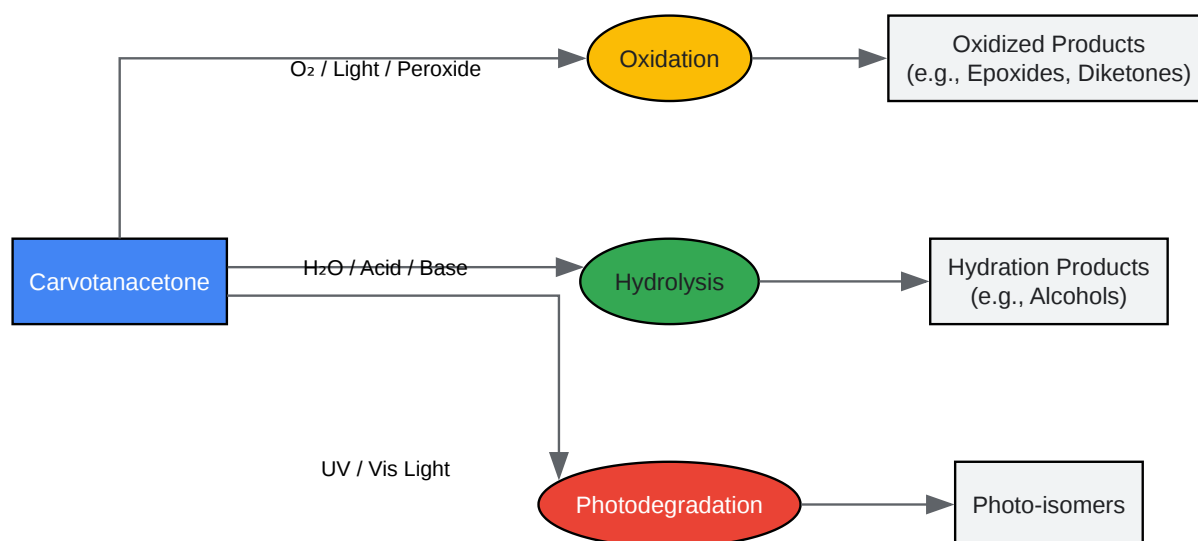 O₂ / Light / Peroxide
Oxidation
Oxidized Products
(e.g., Epoxides, Diketones)
Carvotanacetone
H₂O / Acid / Base
Hydrolysis
Hydration Products
(e.g., Alcohols)
UV / Vis Light
Photodegradation
Photo-isomers